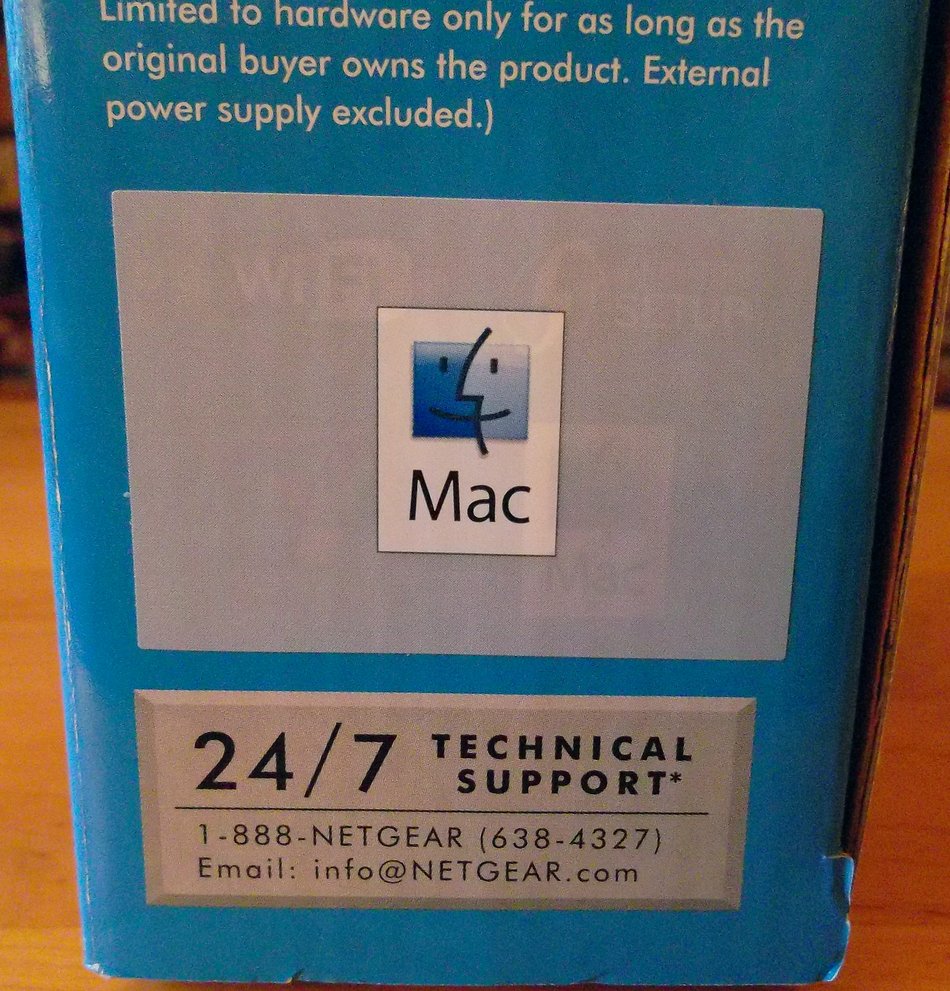 Limited to hardware only for as long as the
original buyer owns the product. External
power supply excluded.)
Mac
24/7 TECHNICAL
SUPPORT*
1-888-NETGEAR (638-4327)
Email: info@NETGEAR.com